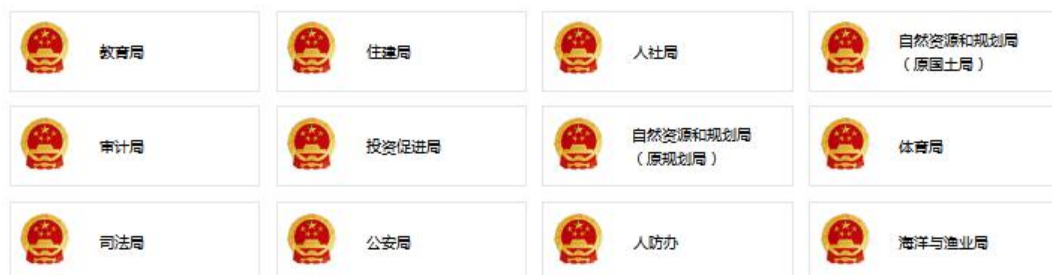 教育局
住建局
人社局
自然资源和规划局
（原国土局）
审计局
投资促进局
自然资源和规划局
（原规划局）
体育局
司法局
公安局
人防办
海洋与渔业局